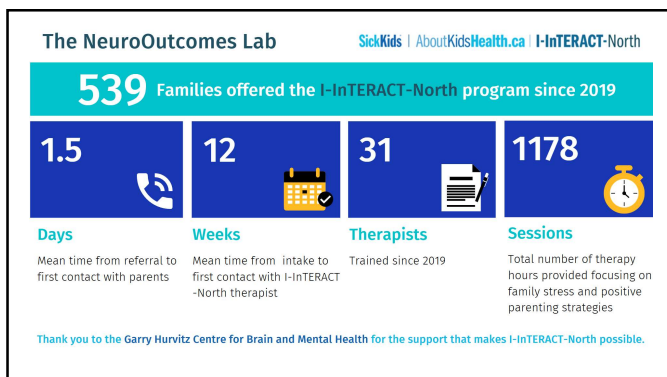 The NeuroOutcomes Lab
SickKids | AboutKidsHealth.ca | I-InTERACT-North
539 Families offered the I-InTERACT-North program since 2019
1.5
12
31
1178
Days
Mean time from referral to
first contact with parents
Weeks
Mean time from intake to
first contact with I-InTERACT
-North therapist
Therapists
Trained since 2019
Sessions
Total number of therapy
hours provided focusing on
family stress and positive
parenting strategies
Thank you to the Garry Hurvitz Centre for Brain and Mental Health for the support that makes I-InTERACT-North possible.